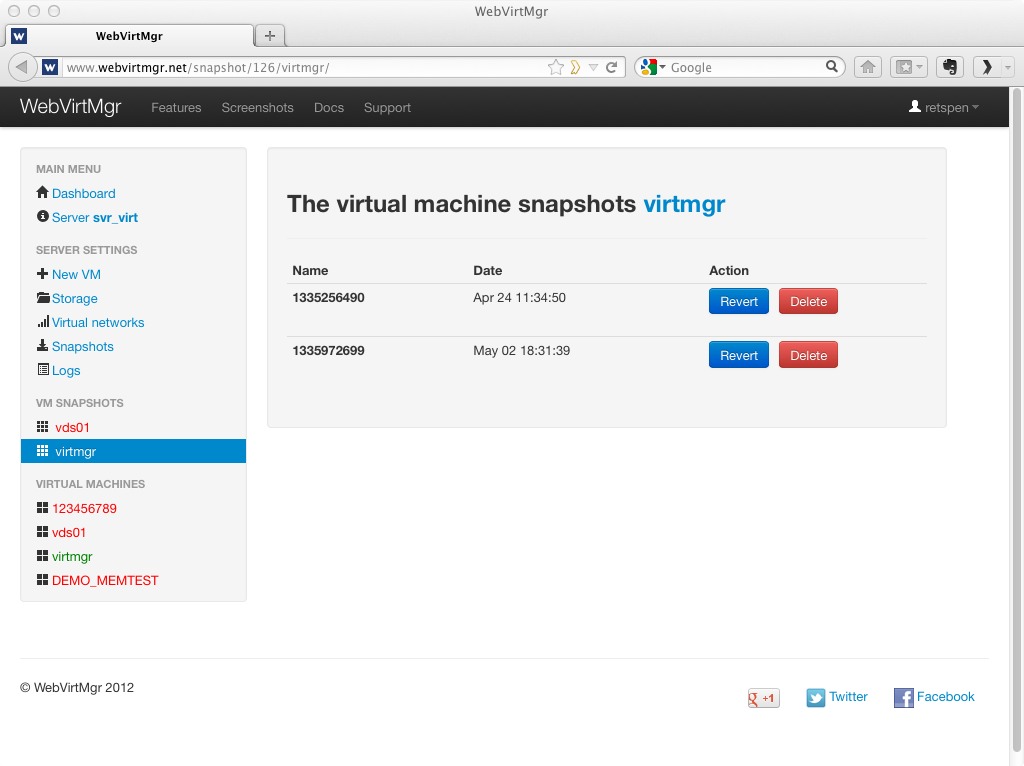 WebVirtMgr
WebVirtMgr
www.webvirtmgr.net/snapshot/126/virtmgr/
Google
WebVirtMgr Features Screenshots Docs Support retspen
MAIN MENU
Dashboard
Server svr_virt
SERVER SETTINGS
New VM
Storage
Virtual networks
Snapshots
Logs
VM SNAPSHOTS
vds01
virtmgr
VIRTUAL MACHINES
123456789
vds01
virtmgr
DEMO_MEMTEST
The virtual machine snapshots virtmgr
Name Date Action
1335256490 Apr 24 11:34:50 Revert Delete
1335972699 May 02 18:31:39 Revert Delete
© WebVirtMgr 2012
+1 Twitter Facebook